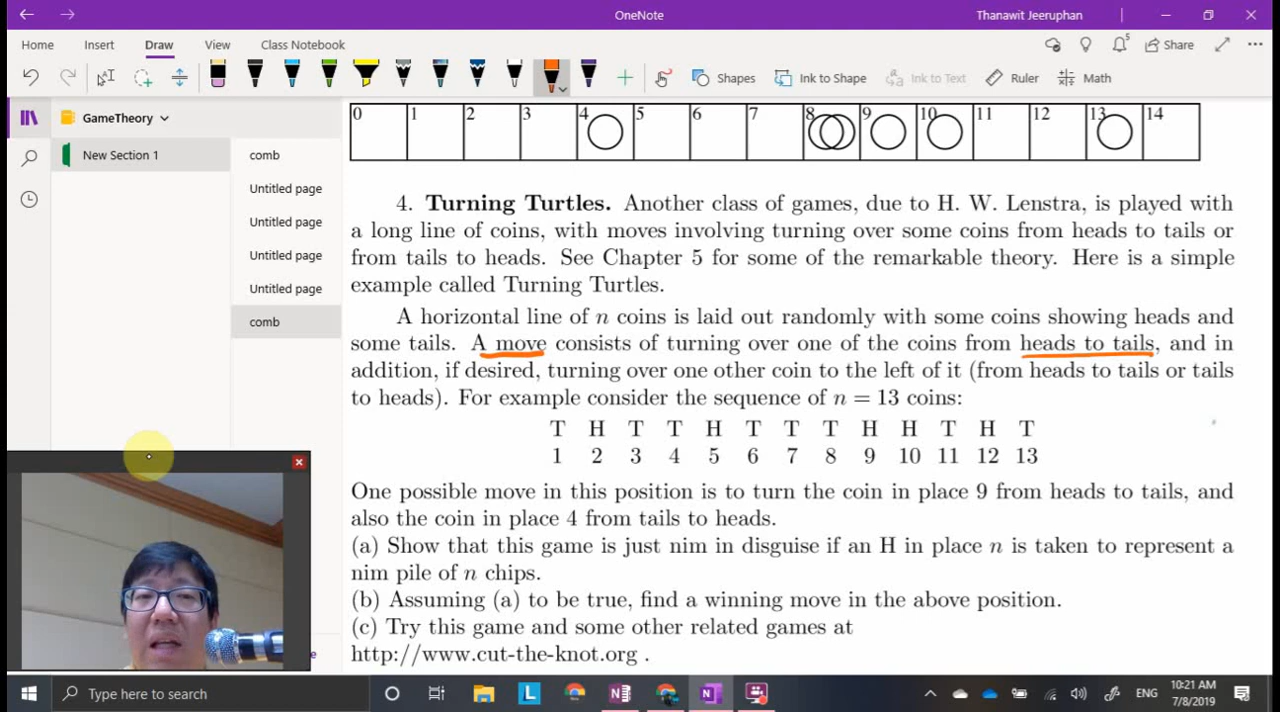 OneNote
Thanawit Jeeruphan
Home Insert Draw View Class Notebook
5
Share
Shapes
Ink to Shape
Ink to Text
Ruler
Math
GameTheory
New Section 1
comb
Untitled page
Untitled page
Untitled page
Untitled page
comb
0 1 2 3 4 5 6 7 8 9 10 11 12 13 14
4. Turning Turtles. Another class of games, due to H. W. Lenstra, is played with
a long line of coins, with moves involving turning over some coins from heads to tails or
from tails to heads. See Chapter 5 for some of the remarkable theory. Here is a simple
example called Turning Turtles.
A horizontal line of n coins is laid out randomly with some coins showing heads and
some tails. A move consists of turning over one of the coins from heads to tails, and in
addition, if desired, turning over one other coin to the left of it (from heads to tails or tails
to heads). For example consider the sequence of n = 13 coins:
T H T T H T T T H H T H T
1 2 3 4 5 6 7 8 9 10 11 12 13
One possible move in this position is to turn the coin in place 9 from heads to tails, and
also the coin in place 4 from tails to heads.
(a) Show that this game is just nim in disguise if an H in place n is taken to represent a
nim pile of n chips.
(b) Assuming (a) to be true, find a winning move in the above position.
(c) Try this game and some other related games at
http://www.cut-the-knot.org .
Type here to search
L
N
N
ENG
10:21 AM
7/8/2019